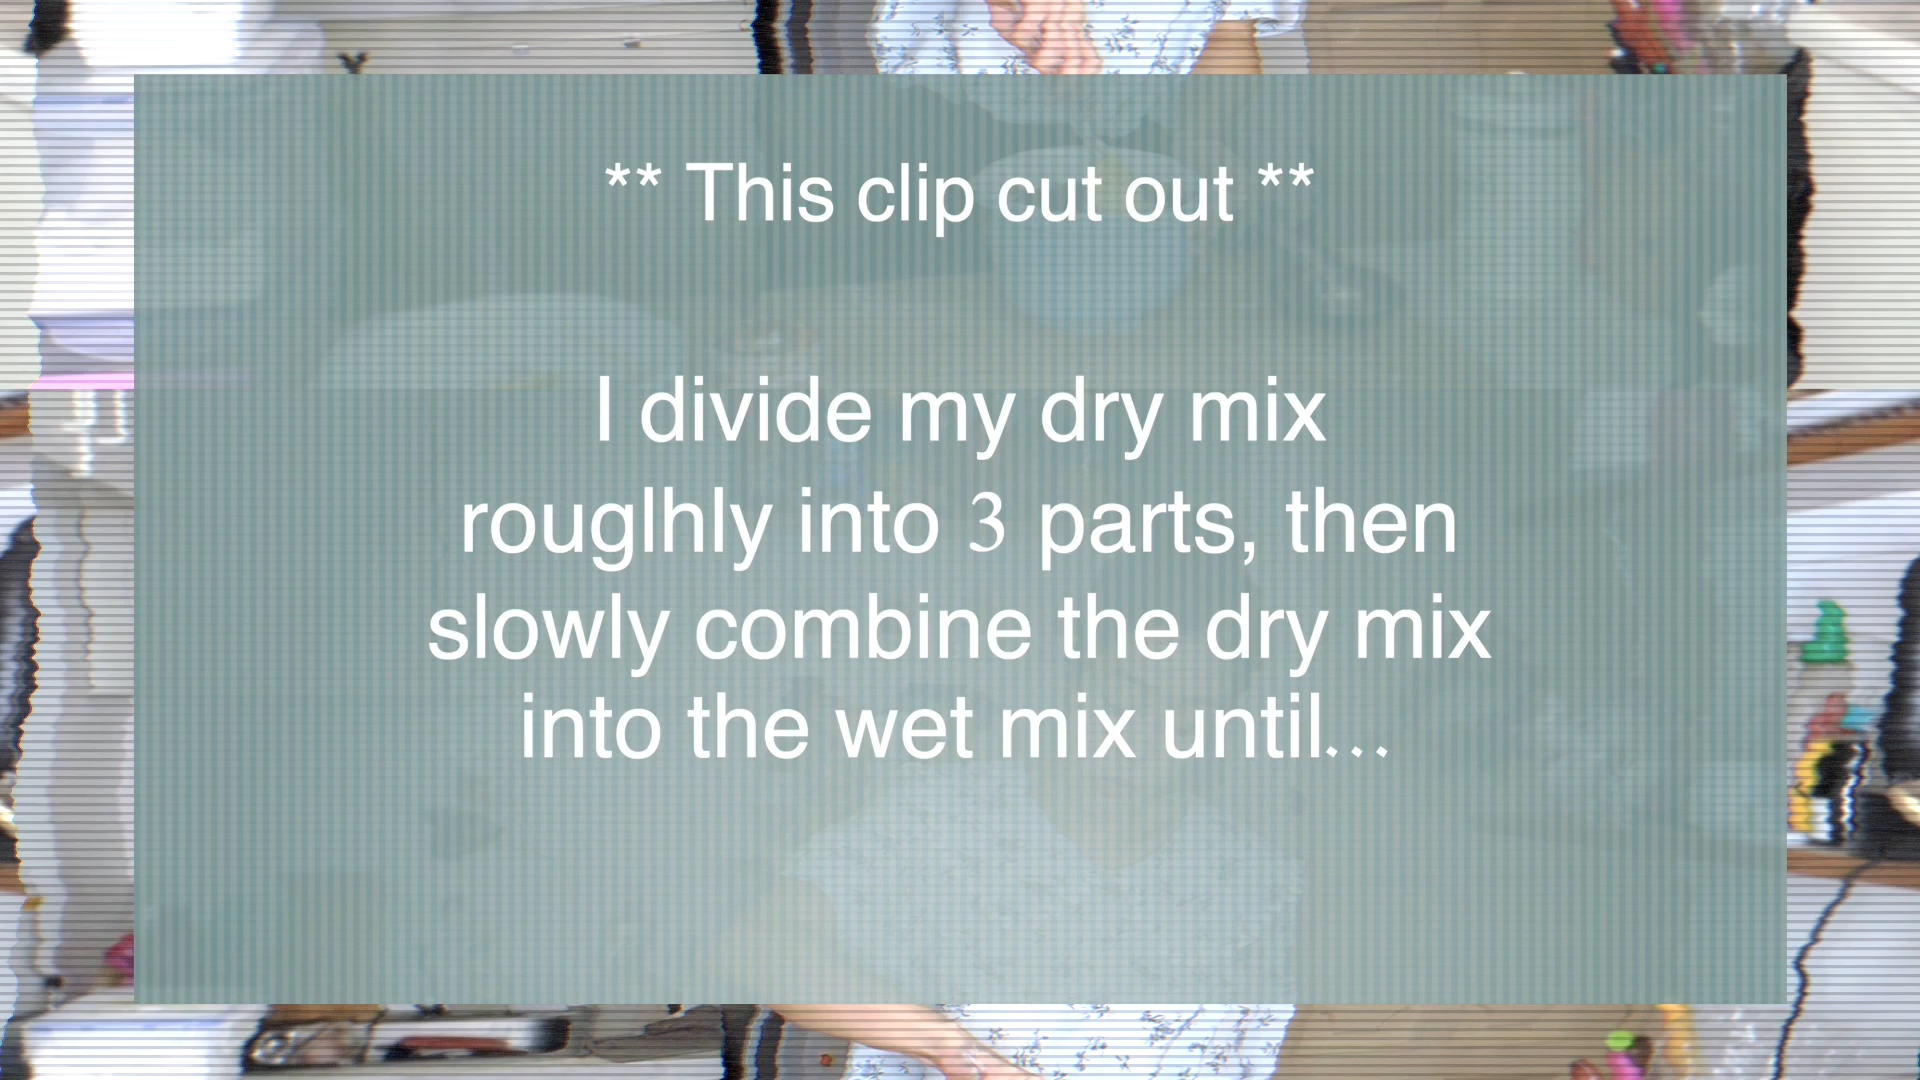 ** This clip cut out **
I divide my dry mix
rouglhly into 3 parts, then
slowly combine the dry mix
into the wet mix until...